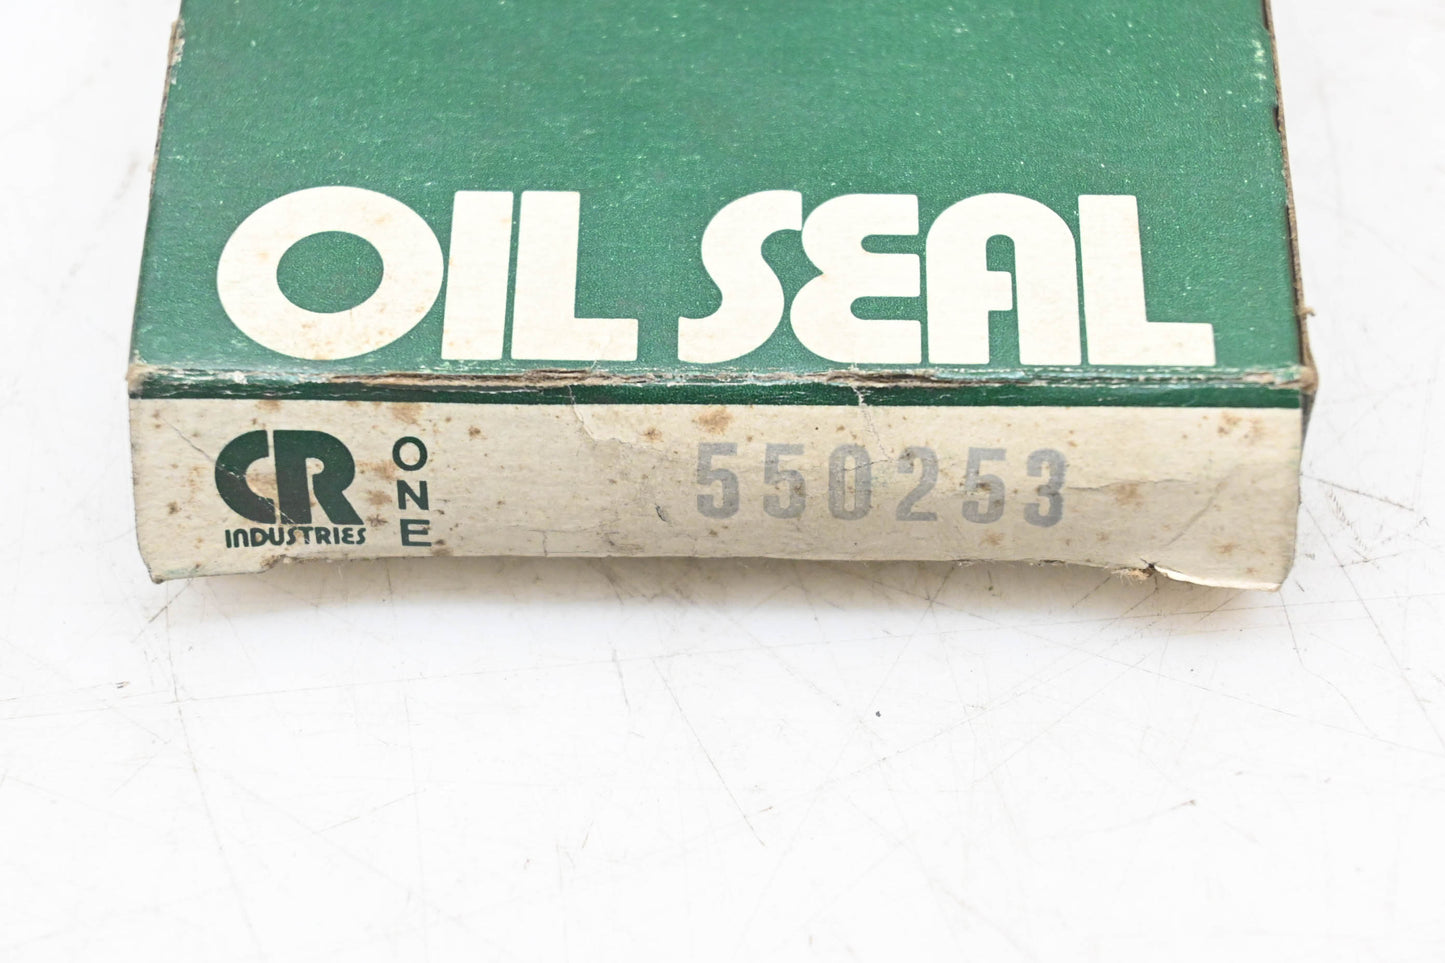 OIL SEAL
CR INDUSTRIES
ONE
550253